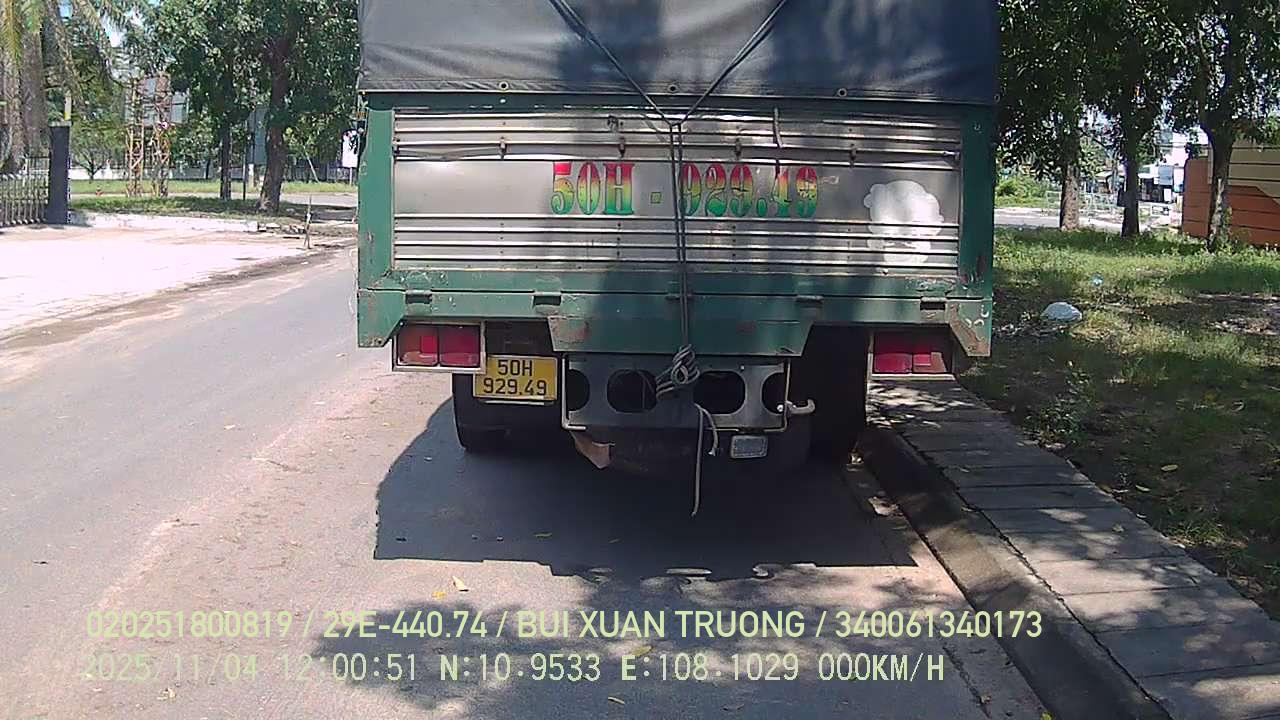 50H - 929.49
50H
929.49
020251800819 / 29E-440.74 / BUI XUAN TRUONG / 340061340173
2025/11/04 12:00:51 N:10.9533 E:108.1029 000KM/H